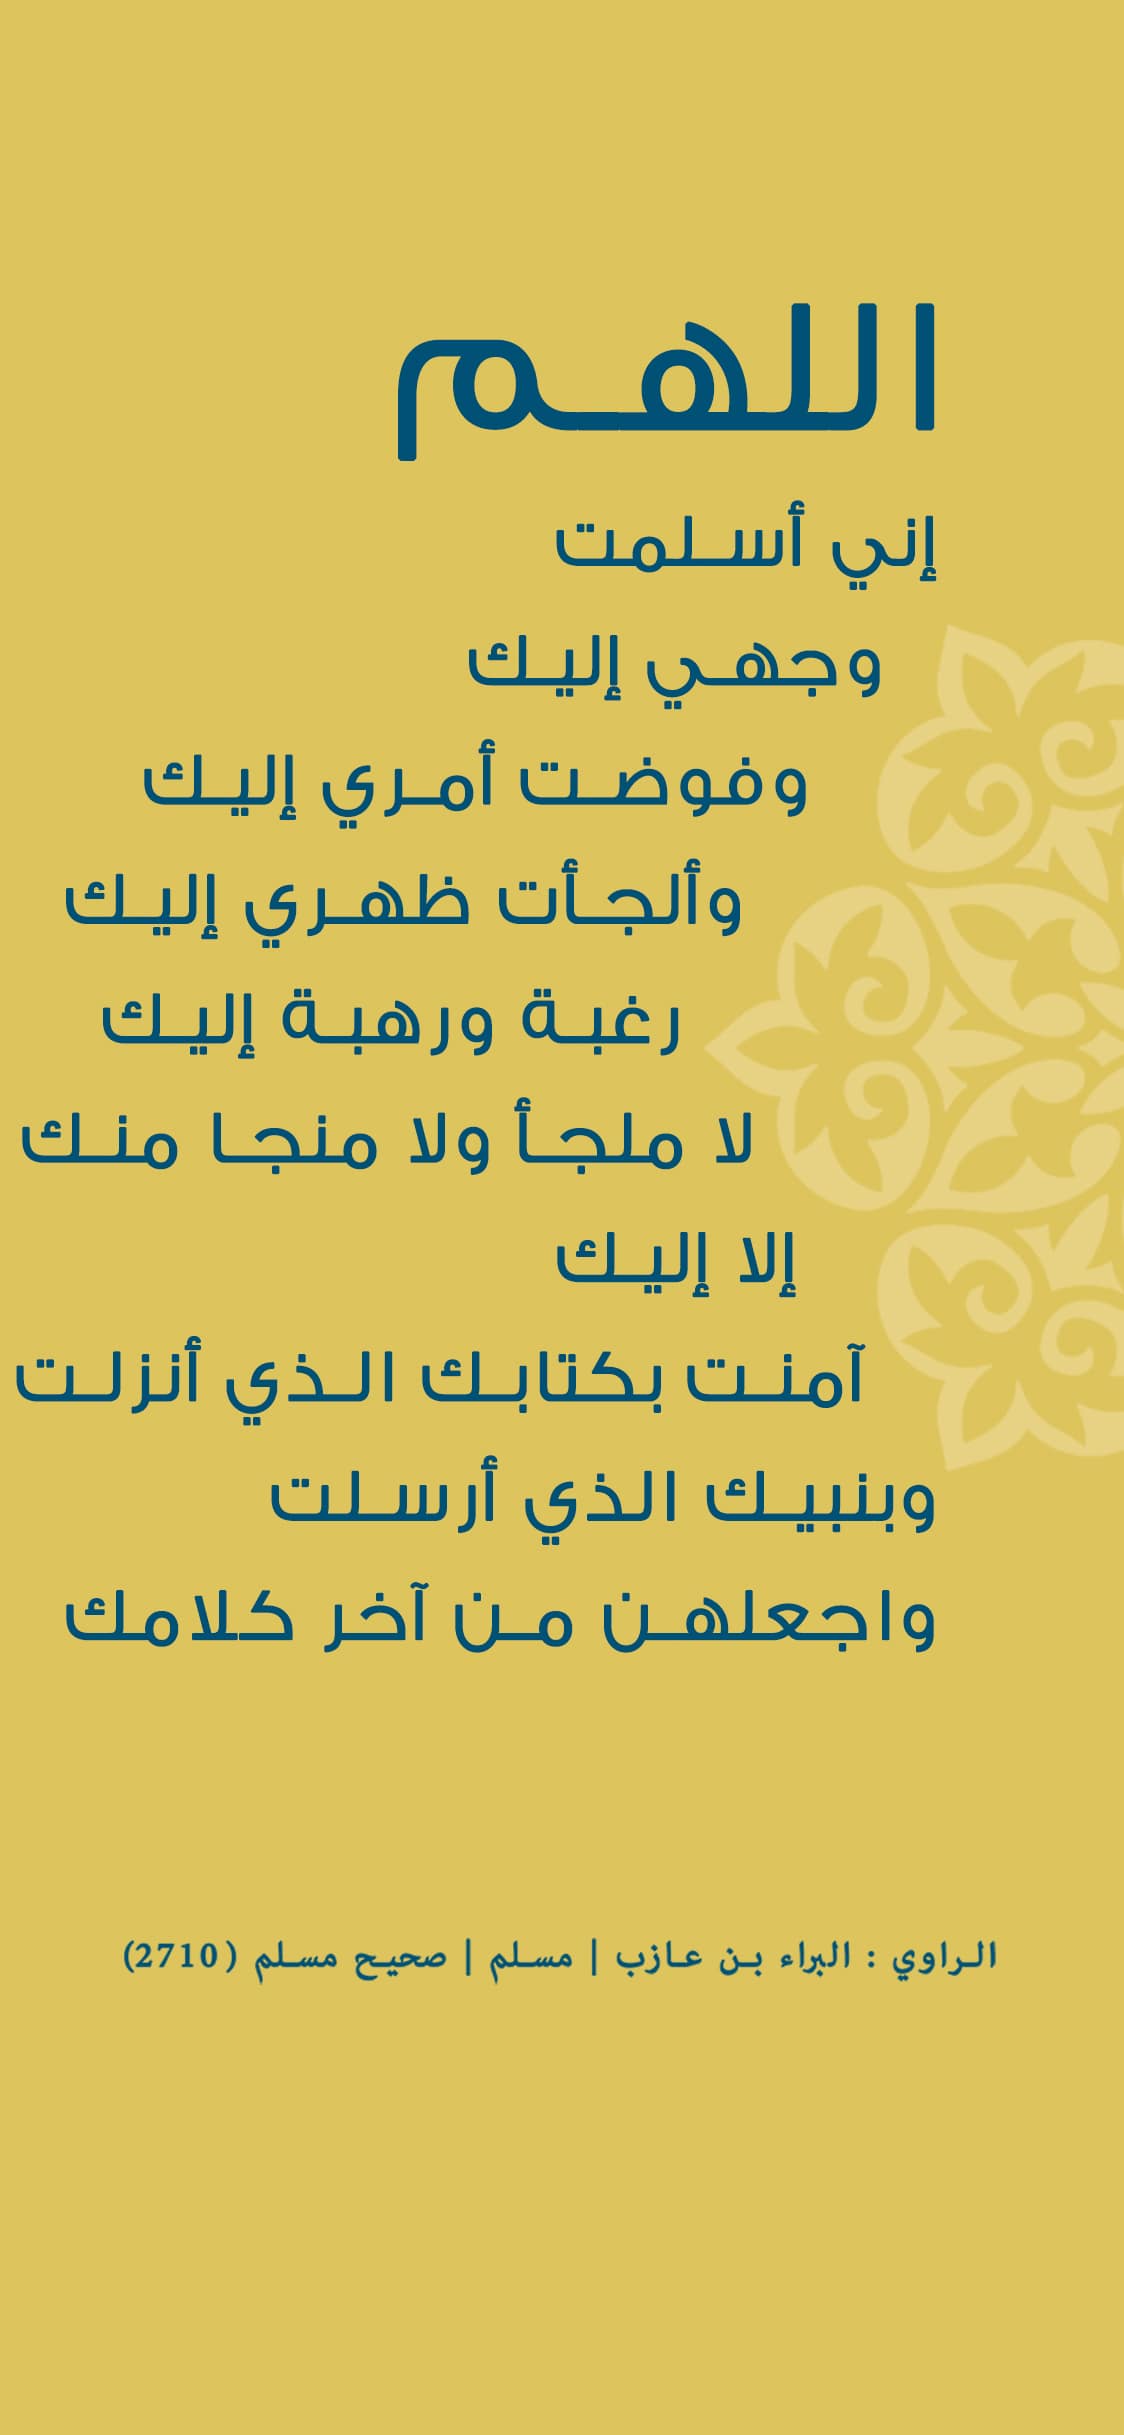 اللهم
إني أسلمت
وجهي إليك
وفوضت أمري إليك
وألجأت ظهري إليك
رغبة ورهبة إليك
لا ملجأ ولا منجا منك
إلا إليك
آمنت بكتابك الذي أنزلت
وبنبيك الذي أرسلت
واجعلهن من آخر كلامك
الراوي : البراء بن عازب | مسلم | صحيح مسلم (2710)